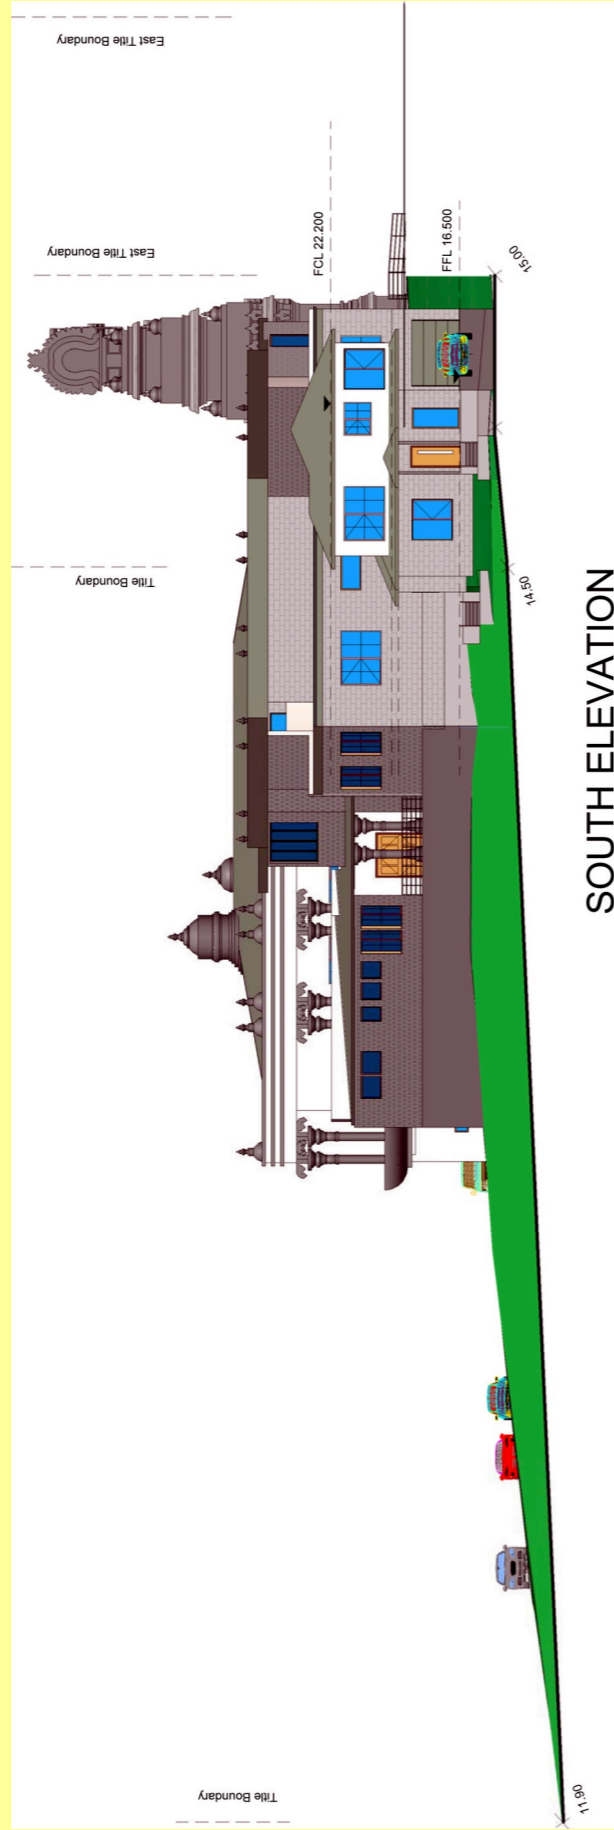 East Title Boundary
East Title Boundary
FCL 22.200
FFL 16.500
15.00
Title Boundary
14.50
SOUTH ELEVATION
Title Boundary
11.90